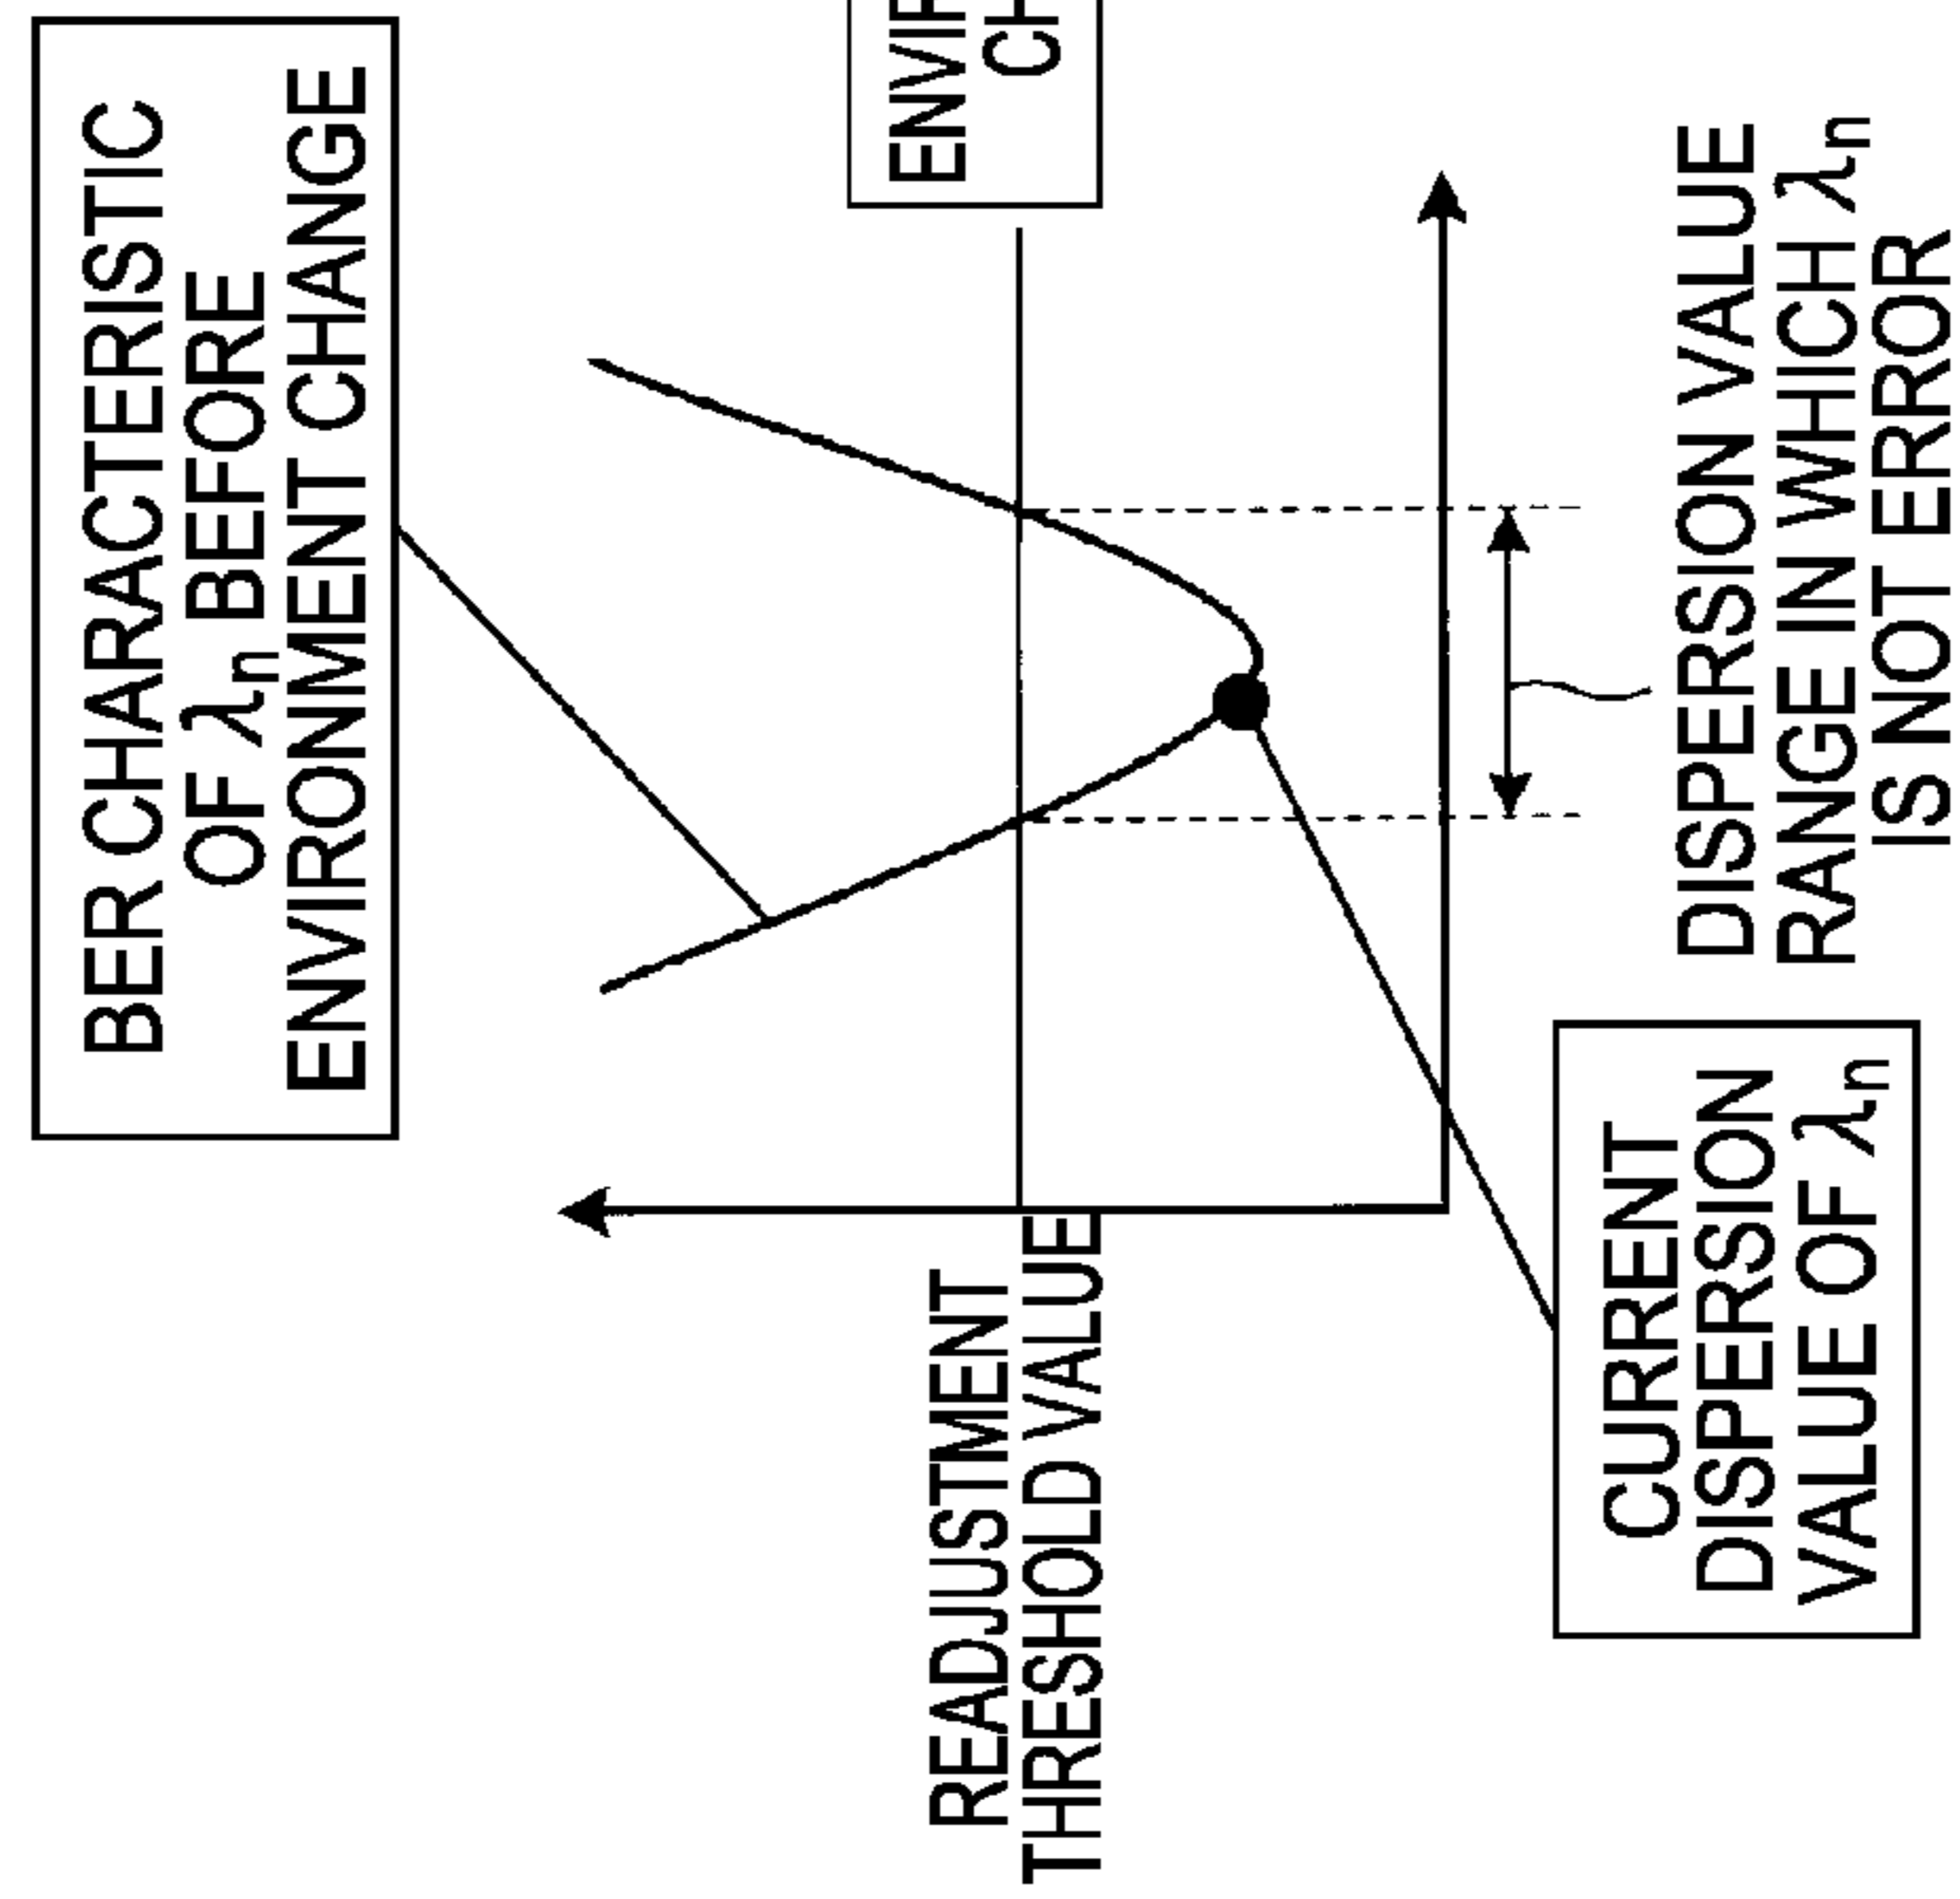 BER CHARACTERISTIC
OF λn BEFORE
ENVIRONMENT CHANGE
READJUSTMENT
THRESHOLD VALUE
CURRENT
DISPERSION
VALUE OF λn
DISPERSION VALUE
RANGE IN WHICH λn
IS NOT ERROR